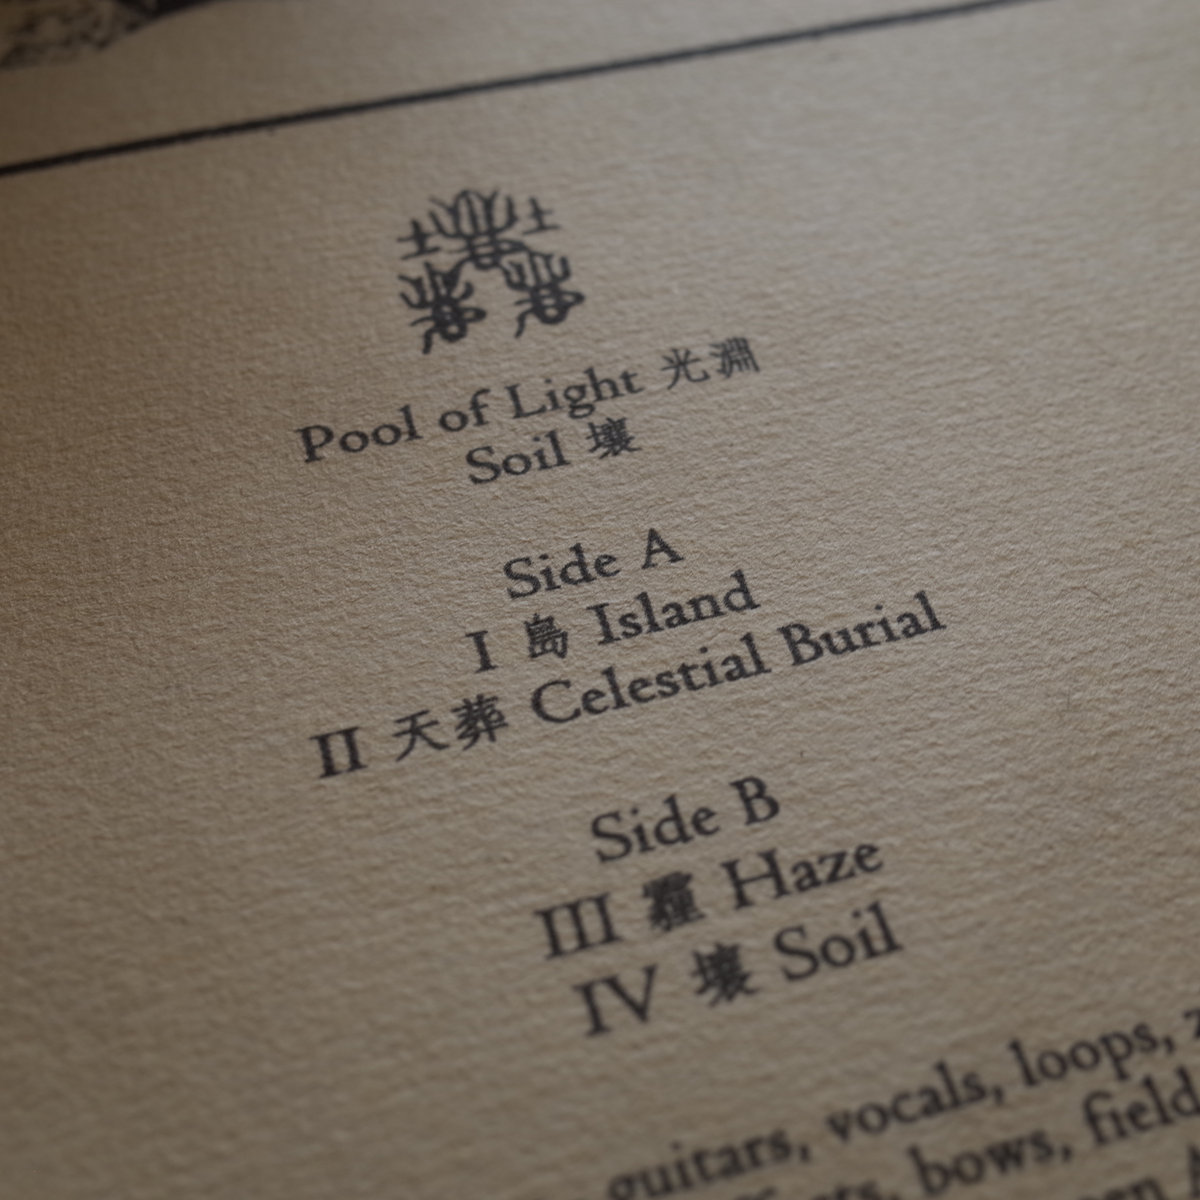 Pool of Light 光淵
Soil 壤
Side A
I 島 Island
II 天葬 Celestial Burial
Side B
III 霾 Haze
IV 壤 Soil
guitars, vocals, loops,
bows, field